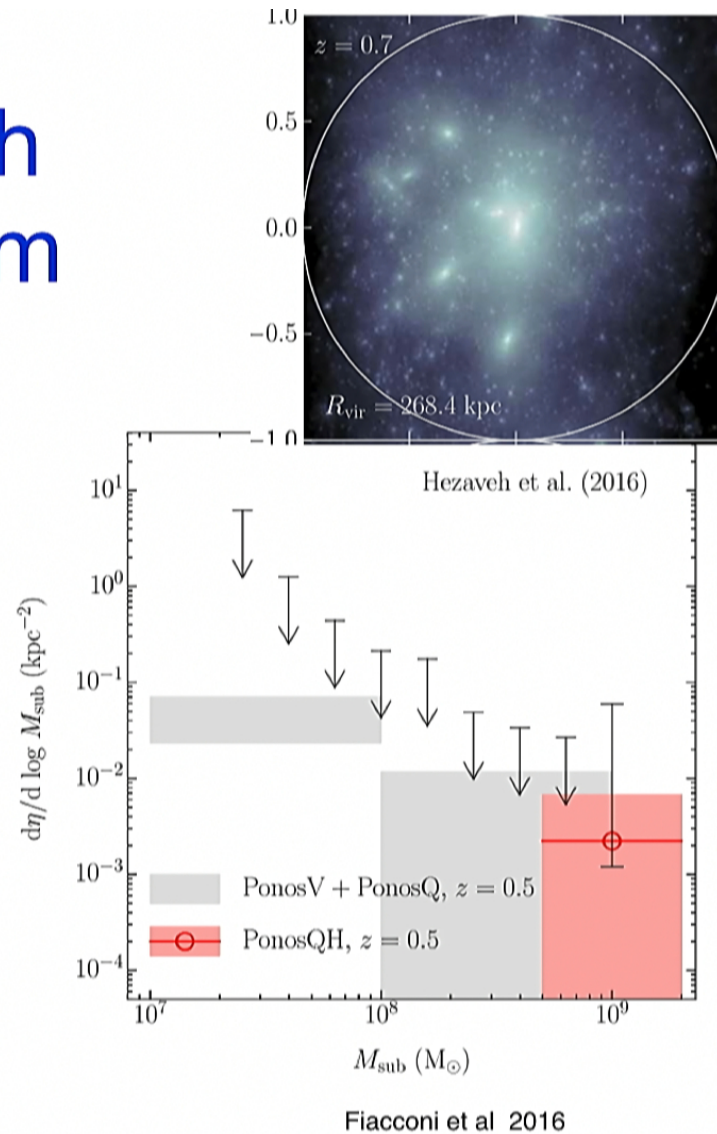 h
m
1.0
z = 0.7
0.5
0.0
−0.5
R_vir = 268.4 kpc
−1 0
Hezaveh et al. (2016)
10^1
10^0
10^−1
10^−2
10^−3
10^−4
dη/d log M_sub (kpc^−2)
PonosV + PonosQ, z = 0.5
PonosQH, z = 0.5
10^7 10^8 10^9
M_sub (M_⊙)
Fiacconi et al 2016